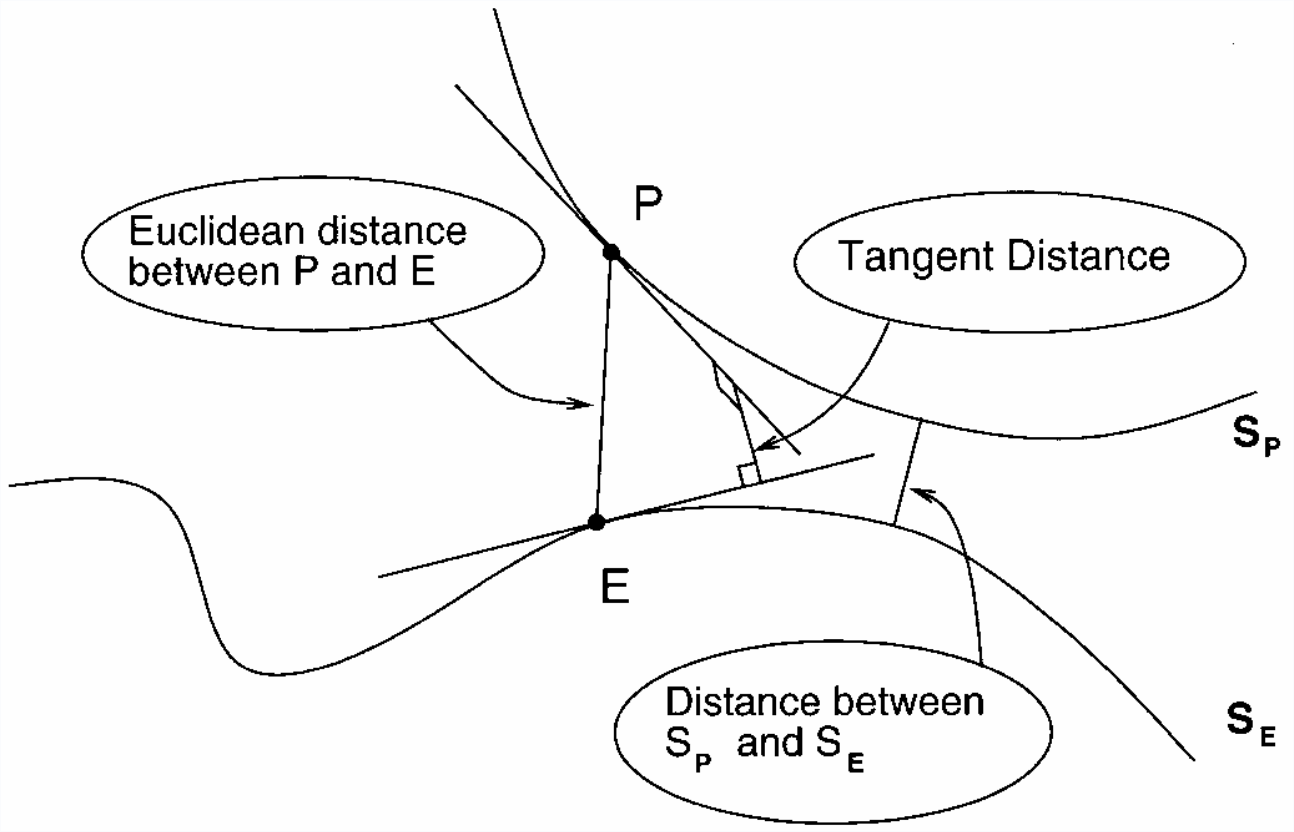 P
Euclidean distance
between P and E
Tangent Distance
S_P
E
Distance between
S_P and S_E
S_E